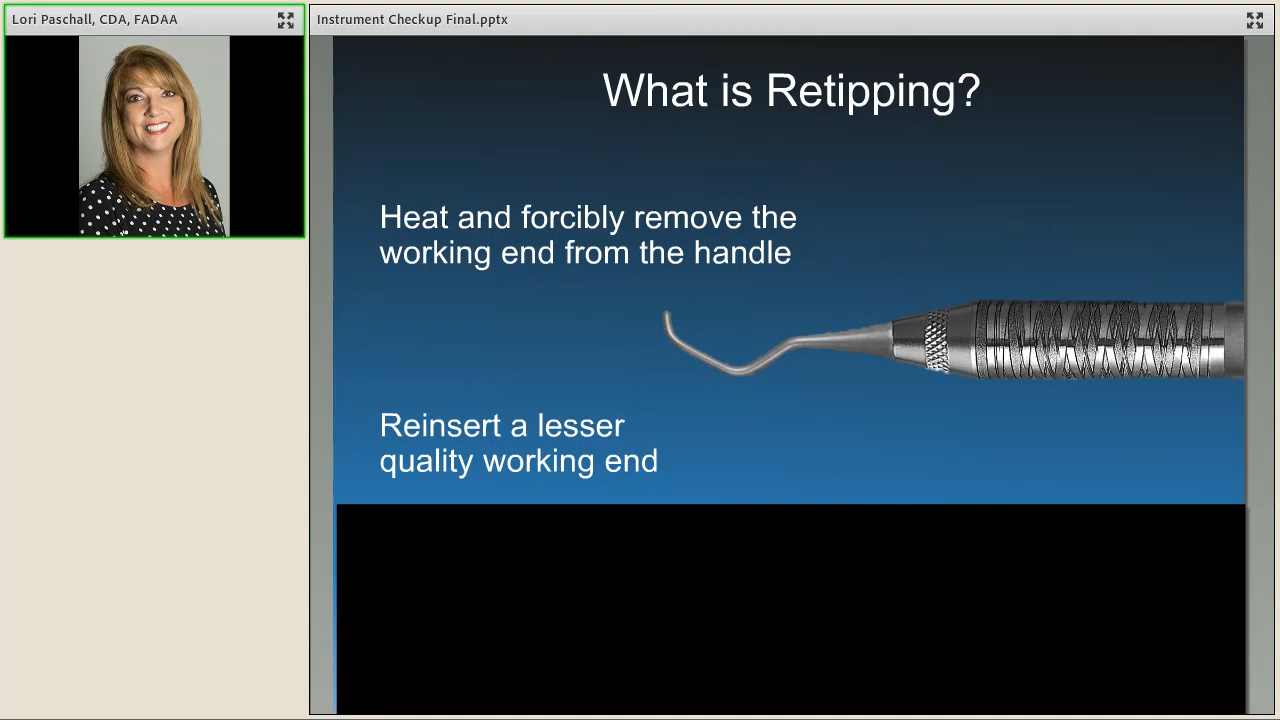 Lori Paschall, CDA, FADAA
Instrument Checkup Final.pptx
What is Retipping?
Heat and forcibly remove the
working end from the handle
Reinsert a lesser
quality working end